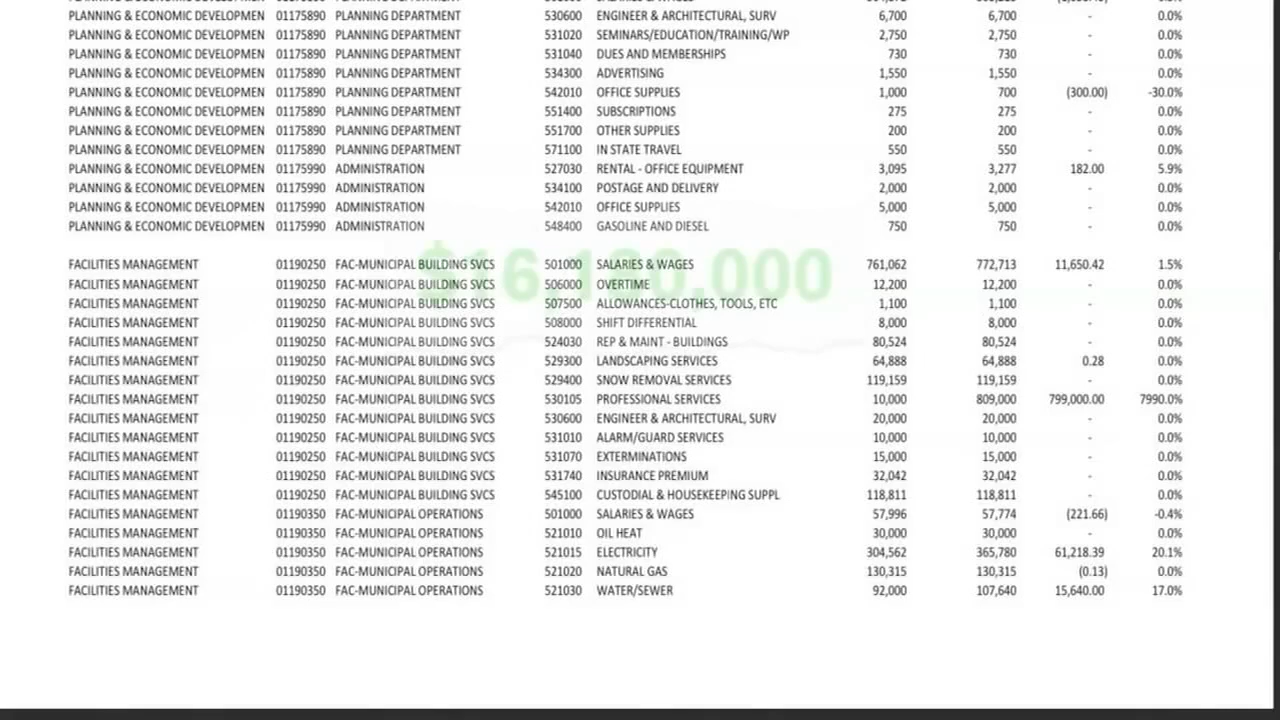 PLANNING & ECONOMIC DEVELOPMEN 01175890 PLANNING DEPARTMENT 530600 ENGINEER & ARCHITECTURAL, SURV 6,700 6,700 - 0.0%
PLANNING & ECONOMIC DEVELOPMEN 01175890 PLANNING DEPARTMENT 531020 SEMINARS/EDUCATION/TRAINING/WP 2,750 2,750 - 0.0%
PLANNING & ECONOMIC DEVELOPMEN 01175890 PLANNING DEPARTMENT 531040 DUES AND MEMBERSHIPS 730 730 - 0.0%
PLANNING & ECONOMIC DEVELOPMEN 01175890 PLANNING DEPARTMENT 534300 ADVERTISING 1,550 1,550 - 0.0%
PLANNING & ECONOMIC DEVELOPMEN 01175890 PLANNING DEPARTMENT 542010 OFFICE SUPPLIES 1,000 700 (300.00) -30.0%
PLANNING & ECONOMIC DEVELOPMEN 01175890 PLANNING DEPARTMENT 551400 SUBSCRIPTIONS 275 275 - 0.0%
PLANNING & ECONOMIC DEVELOPMEN 01175890 PLANNING DEPARTMENT 551700 OTHER SUPPLIES 200 200 - 0.0%
PLANNING & ECONOMIC DEVELOPMEN 01175890 PLANNING DEPARTMENT 571100 IN STATE TRAVEL 550 550 - 0.0%
PLANNING & ECONOMIC DEVELOPMEN 01175990 ADMINISTRATION 527030 RENTAL - OFFICE EQUIPMENT 3,095 3,277 182.00 5.9%
PLANNING & ECONOMIC DEVELOPMEN 01175990 ADMINISTRATION 534100 POSTAGE AND DELIVERY 2,000 2,000 - 0.0%
PLANNING & ECONOMIC DEVELOPMEN 01175990 ADMINISTRATION 542010 OFFICE SUPPLIES 5,000 5,000 - 0.0%
PLANNING & ECONOMIC DEVELOPMEN 01175990 ADMINISTRATION 548400 GASOLINE AND DIESEL 750 750 - 0.0%
FACILITIES MANAGEMENT 01190250 FAC-MUNICIPAL BUILDING SVCS 501000 SALARIES & WAGES 761,062 772,713 11,650.42 1.5%
FACILITIES MANAGEMENT 01190250 FAC-MUNICIPAL BUILDING SVCS 506000 OVERTIME 12,200 12,200 - 0.0%
FACILITIES MANAGEMENT 01190250 FAC-MUNICIPAL BUILDING SVCS 507500 ALLOWANCES-CLOTHES, TOOLS, ETC 1,100 1,100 - 0.0%
FACILITIES MANAGEMENT 01190250 FAC-MUNICIPAL BUILDING SVCS 508000 SHIFT DIFFERENTIAL 8,000 8,000 - 0.0%
FACILITIES MANAGEMENT 01190250 FAC-MUNICIPAL BUILDING SVCS 524030 REP & MAINT - BUILDINGS 80,524 80,524 - 0.0%
FACILITIES MANAGEMENT 01190250 FAC-MUNICIPAL BUILDING SVCS 529300 LANDSCAPING SERVICES 64,888 64,888 0.28 0.0%
FACILITIES MANAGEMENT 01190250 FAC-MUNICIPAL BUILDING SVCS 529400 SNOW REMOVAL SERVICES 119,159 119,159 - 0.0%
FACILITIES MANAGEMENT 01190250 FAC-MUNICIPAL BUILDING SVCS 530105 PROFESSIONAL SERVICES 10,000 809,000 799,000.00 7990.0%
FACILITIES MANAGEMENT 01190250 FAC-MUNICIPAL BUILDING SVCS 530600 ENGINEER & ARCHITECTURAL, SURV 20,000 20,000 - 0.0%
FACILITIES MANAGEMENT 01190250 FAC-MUNICIPAL BUILDING SVCS 531010 ALARM/GUARD SERVICES 10,000 10,000 - 0.0%
FACILITIES MANAGEMENT 01190250 FAC-MUNICIPAL BUILDING SVCS 531070 EXTERMINATIONS 15,000 15,000 - 0.0%
FACILITIES MANAGEMENT 01190250 FAC-MUNICIPAL BUILDING SVCS 531740 INSURANCE PREMIUM 32,042 32,042 - 0.0%
FACILITIES MANAGEMENT 01190250 FAC-MUNICIPAL BUILDING SVCS 545100 CUSTODIAL & HOUSEKEEPING SUPPL 118,811 118,811 - 0.0%
FACILITIES MANAGEMENT 01190350 FAC-MUNICIPAL OPERATIONS 501000 SALARIES & WAGES 57,996 57,774 (221.66) -0.4%
FACILITIES MANAGEMENT 01190350 FAC-MUNICIPAL OPERATIONS 521010 OIL HEAT 30,000 30,000 - 0.0%
FACILITIES MANAGEMENT 01190350 FAC-MUNICIPAL OPERATIONS 521015 ELECTRICITY 304,562 365,780 61,218.39 20.1%
FACILITIES MANAGEMENT 01190350 FAC-MUNICIPAL OPERATIONS 521020 NATURAL GAS 130,315 130,315 (0.13) 0.0%
FACILITIES MANAGEMENT 01190350 FAC-MUNICIPAL OPERATIONS 521030 WATER/SEWER 92,000 107,640 15,640.00 17.0%